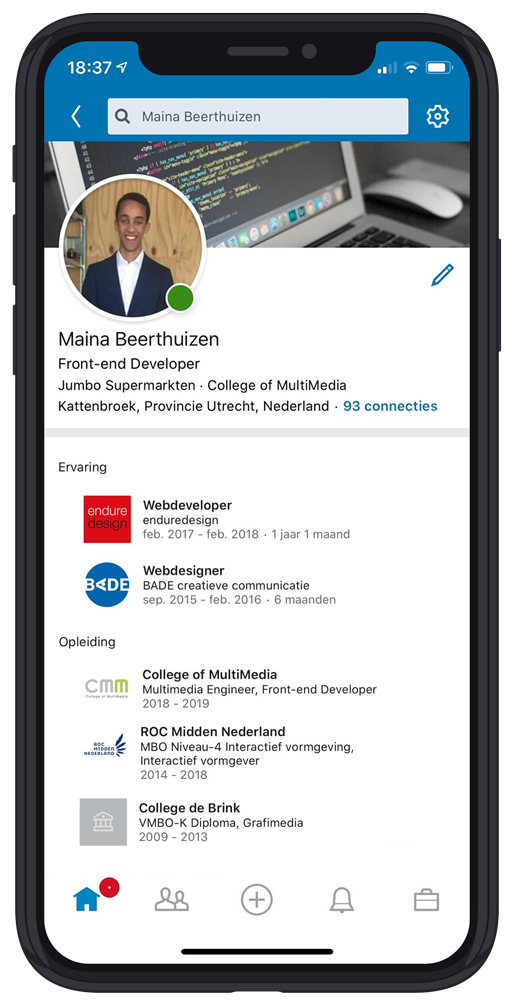 18:37
Maina Beerthuizen
Maina Beerthuizen
Front-end Developer
Jumbo Supermarkten · College of MultiMedia
Kattenbroek, Provincie Utrecht, Nederland · 93 connecties
Ervaring
endure
design
Webdeveloper
enduredesign
feb. 2017 - feb. 2018 · 1 jaar 1 maand
BADE
Webdesigner
BADE creatieve communicatie
sep. 2015 - feb. 2016 · 6 maanden
Opleiding
cmm
College of MultiMedia
College of MultiMedia
Multimedia Engineer, Front-end Developer
2018 - 2019
ROC
MIDDEN
NEDERLAND
ROC Midden Nederland
MBO Niveau-4 Interactief vormgeving,
Interactief vormgever
2014 - 2018
College de Brink
VMBO-K Diploma, Grafimedia
2009 - 2013